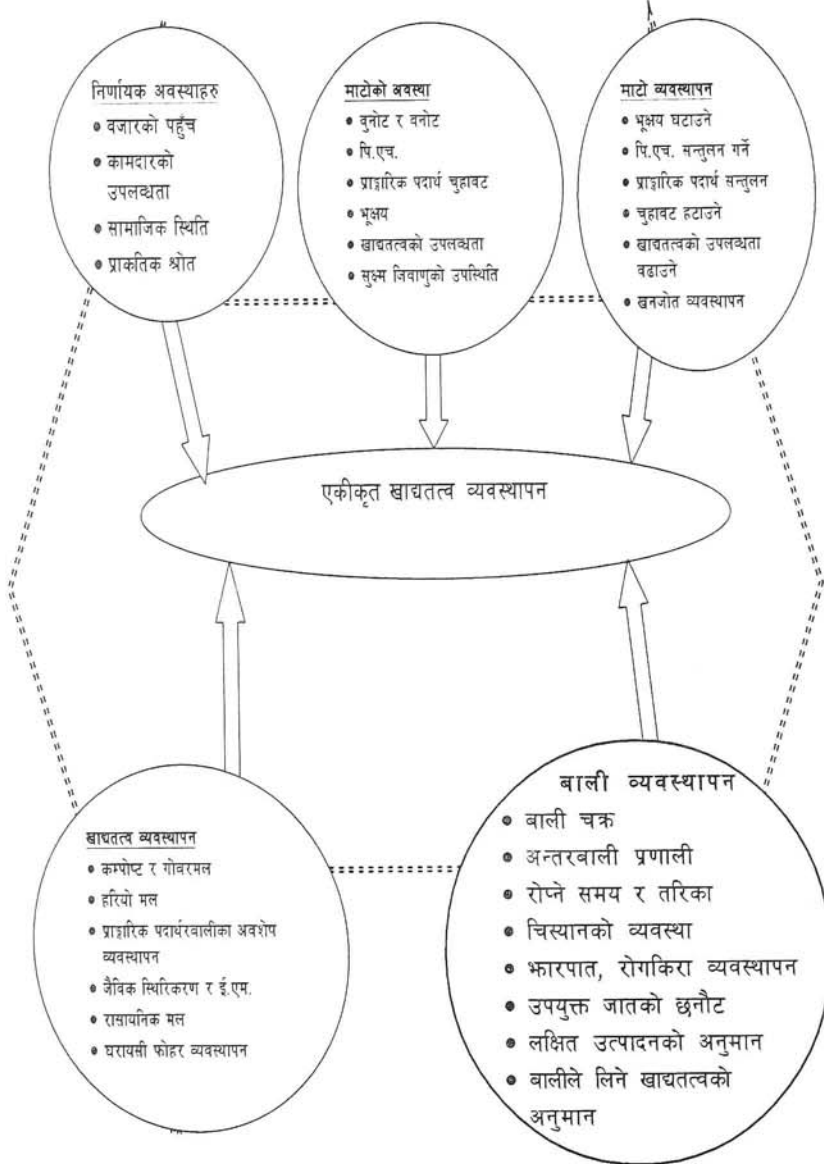 निर्णायक अवस्थाहरु
• वजारको पहुँच
• कामदारको
उपलब्धता
• सामाजिक स्थिति
• प्राकतिक श्रोत
माटोको अवस्था
• वुनोट र वनोट
• पि.एच.
• प्राङ्गारिक पदार्थ चुहावट
• भूक्षय
• खाद्यतत्वको उपलब्धता
• सुक्ष्म जिवाणुको उपस्थिति
माटो व्यवस्थापन
• भूक्षय घटाउने
• पि.एच. सन्तुलन गर्ने
• प्राङ्गारिक पदार्थ सन्तुलन
• चुहावट हटाउने
• खाद्यतत्वको उपलब्धता
वढाउने
• खनजोत व्यवस्थापन
एकीकृत खाद्यतत्व व्यवस्थापन
खाद्यतत्व व्यवस्थापन
• कम्पोष्ट र गोवरमल
• हरियो मल
• प्राङ्गारिक पदार्थरवालीका अवशेप
व्यवस्थापन
• जैविक स्थिरिकरण र ई.एम.
• रासायनिक मल
• घरायसी फोहर व्यवस्थापन
बाली व्यवस्थापन
• बाली चक्र
• अन्तरबाली प्रणाली
• रोप्ने समय र तरिका
• चिस्यानको व्यवस्था
• झारपात, रोगकिरा व्यवस्थापन
• उपयुक्त जातको छनौट
• लक्षित उत्पादनको अनुमान
• बालीले लिने खाद्यतत्वको
अनुमान